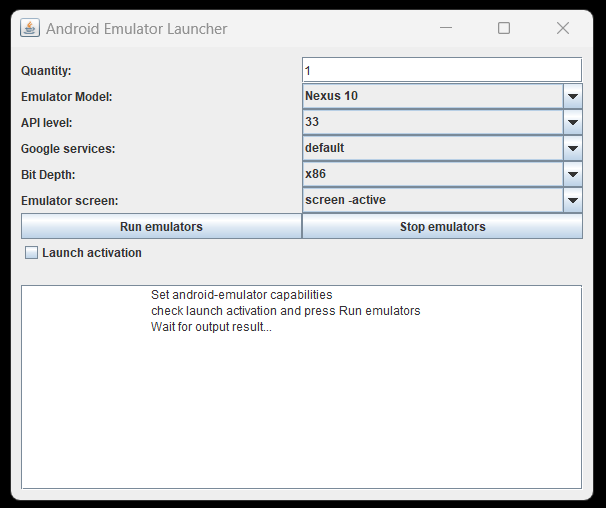 Android Emulator Launcher
Quantity: 1
Emulator Model: Nexus 10
API level: 33
Google services: default
Bit Depth: x86
Emulator screen: screen -active
Run emulators Stop emulators
Launch activation
Set android-emulator capabilities
check launch activation and press Run emulators
Wait for output result...